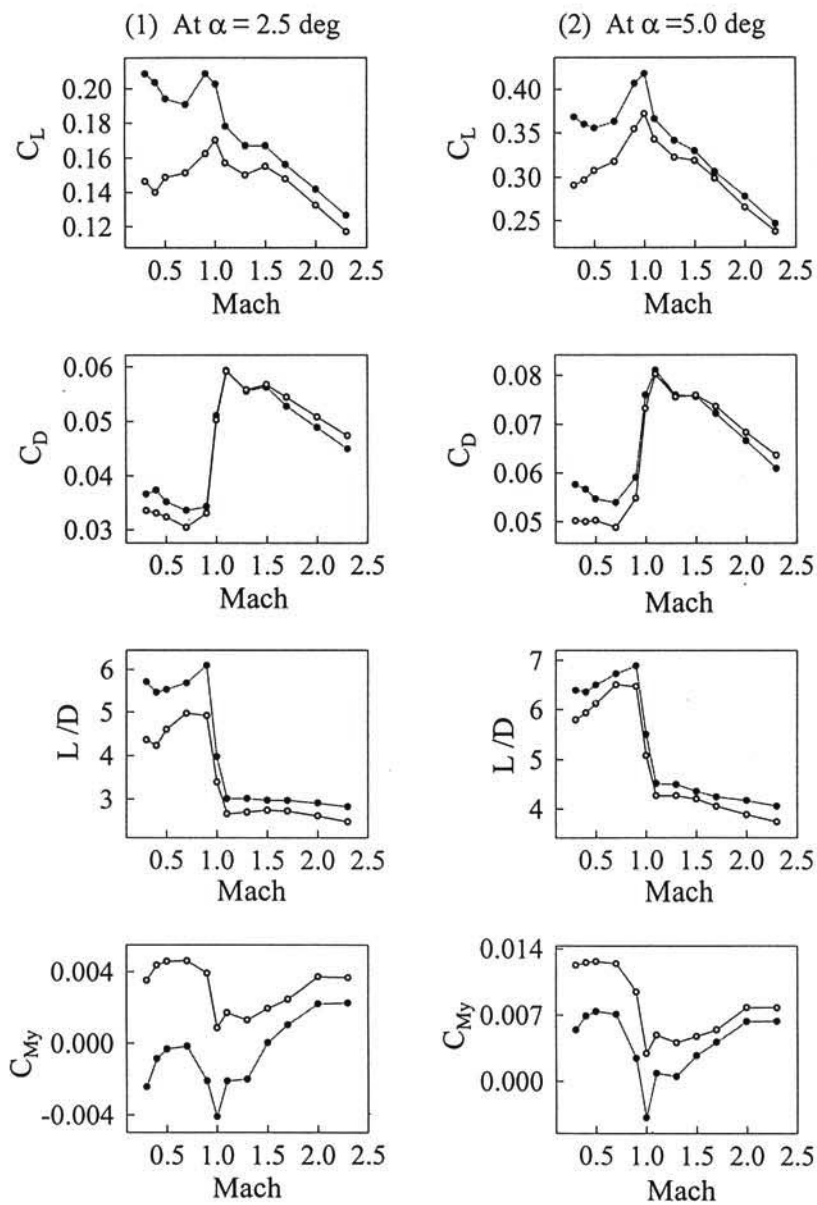 (1) At α = 2.5 deg
(2) At α =5.0 deg
C_L
0.20
0.18
0.16
0.14
0.12
0.5 1.0 1.5 2.0 2.5
Mach
C_L
0.40
0.35
0.30
0.25
0.5 1.0 1.5 2.0 2.5
Mach
C_D
0.06
0.05
0.04
0.03
0.5 1.0 1.5 2.0 2.5
Mach
C_D
0.08
0.07
0.06
0.05
0.5 1.0 1.5 2.0 2.5
Mach
L/D
6
5
4
3
0.5 1.0 1.5 2.0 2.5
Mach
L/D
7
6
5
4
0.5 1.0 1.5 2.0 2.5
Mach
C_My
0.004
0.000
-0.004
0.5 1.0 1.5 2.0 2.5
Mach
C_My
0.014
0.007
0.000
0.5 1.0 1.5 2.0 2.5
Mach